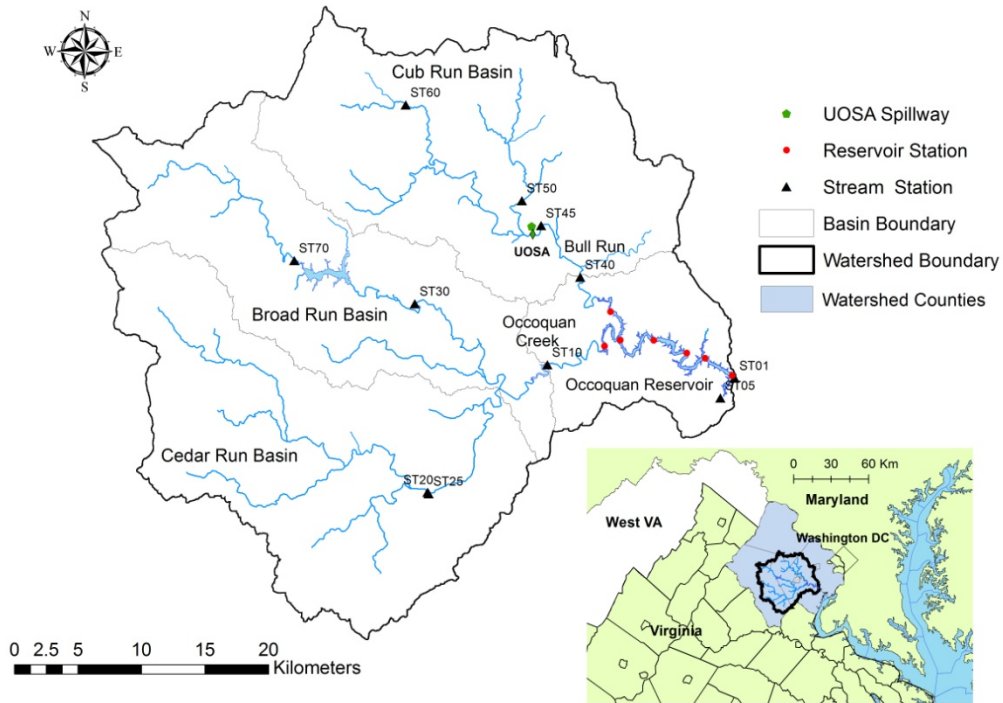 N
W E
S
Cub Run Basin
ST60
ST50
ST45
UOSA
Bull Run
ST40
ST70
ST30
Broad Run Basin
Occoquan
Creek
ST10
ST01
Occoquan Reservoir
ST05
Cedar Run Basin
ST20 ST25
UOSA Spillway
Reservoir Station
Stream Station
Basin Boundary
Watershed Boundary
Watershed Counties
0 2.5 5 10 15 20
Kilometers
0 30 60 Km
Maryland
West VA
Washington DC
Virginia